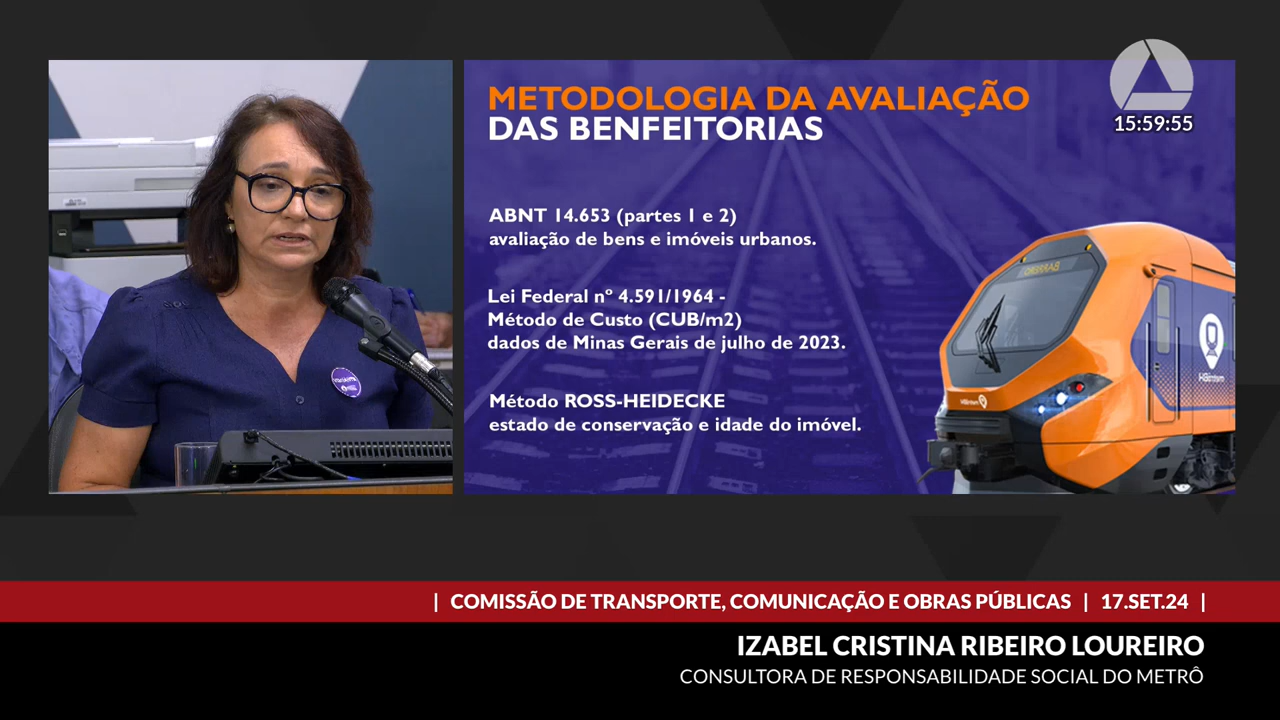 METODOLOGIA DA AVALIAÇÃO
DAS BENFEITORIAS
15:59:55
ABNT 14.653 (partes 1 e 2)
avaliação de bens e imóveis urbanos.
Lei Federal nº 4.591/1964 -
Método de Custo (CUB/m2)
dados de Minas Gerais de julho de 2023.
Método ROSS-HEIDECKE
estado de conservação e idade do imóvel.
| COMISSÃO DE TRANSPORTE, COMUNICAÇÃO E OBRAS PÚBLICAS | 17.SET.24 |
IZABEL CRISTINA RIBEIRO LOUREIRO
CONSULTORA DE RESPONSABILIDADE SOCIAL DO METRÔ